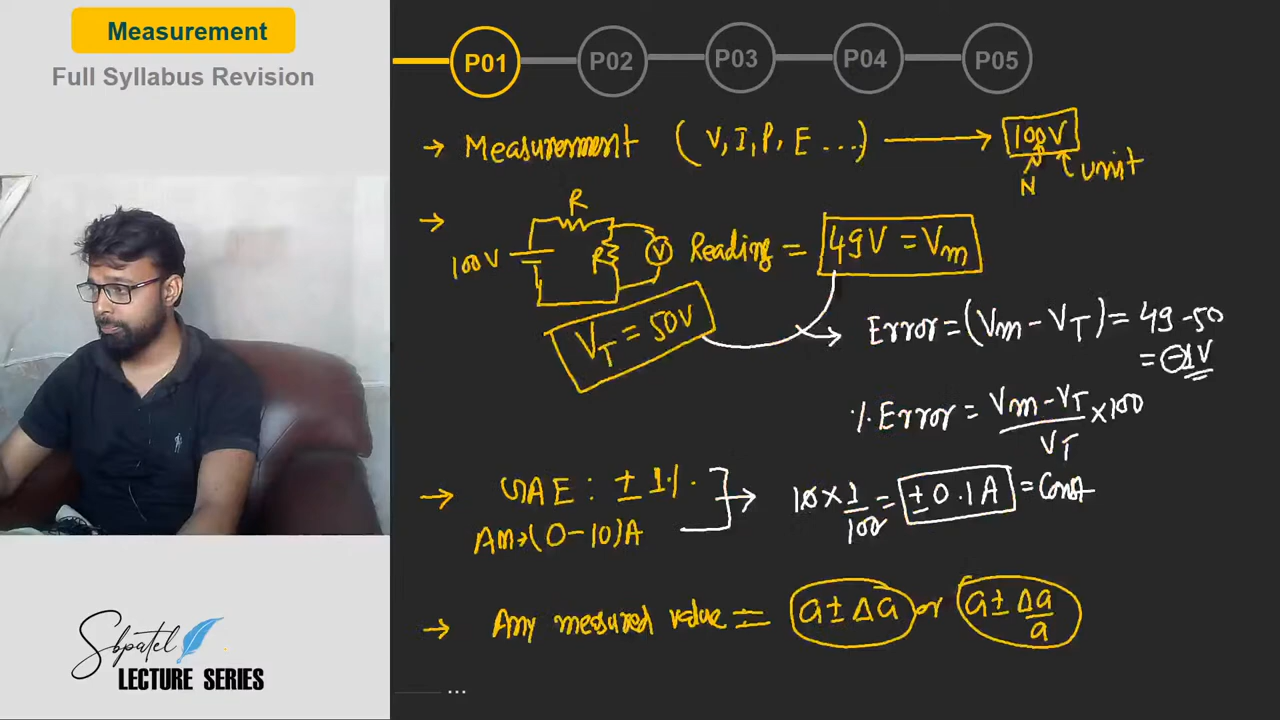 Measurement
Full Syllabus Revision
P01 P02 P03 P04 P05
→ Measurement (V, I, P, E ...) → 100V
N unit
→ 100V R R V Reading = 49V = Vm
VT = 50V
Error = (Vm - VT) = 49 - 50
= -1V
% Error = (Vm - VT)/VT × 100
→ GAE : ± 1%.
Am → (0-10)A
10 × 1/100 = ±0.1A = Const
→ Any mesured value = a ± Δa or a ± Δa/a
Sbpatel
LECTURE SERIES
...